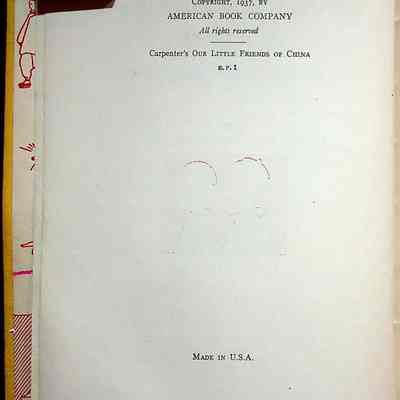 COPYRIGHT, 1937, BY
AMERICAN BOOK COMPANY
All rights reserved
Carpenter's OUR LITTLE FRIENDS OF CHINA
E. P. I
MADE IN U.S.A.